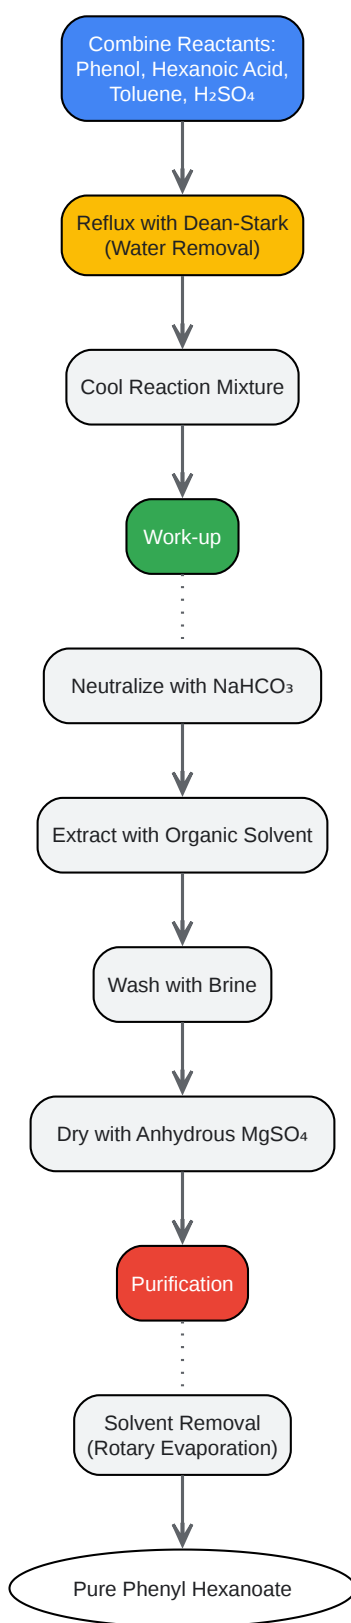 Combine Reactants:
Phenol, Hexanoic Acid,
Toluene, H₂SO₄
Reflux with Dean-Stark
(Water Removal)
Cool Reaction Mixture
Work-up
Neutralize with NaHCO₃
Extract with Organic Solvent
Wash with Brine
Dry with Anhydrous MgSO₄
Purification
Solvent Removal
(Rotary Evaporation)
Pure Phenyl Hexanoate